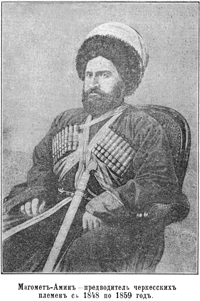 Магометъ-Аминъ — предводитель черкесскихъ
племенъ съ 1848 по 1859 годъ.